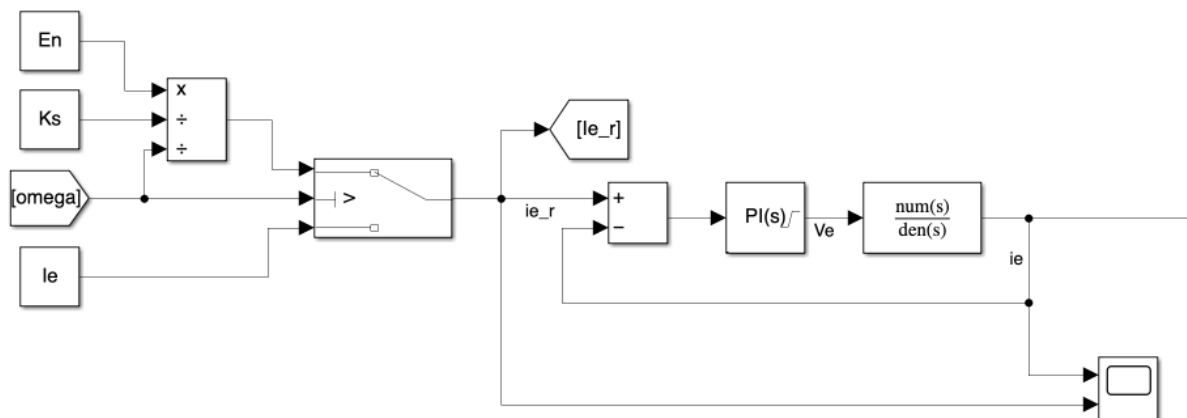 En
x
Ks
÷
÷
[omega]
Ie
>
[Ie_r]
ie_r
+
−
PI(s)
Ve
num(s)
den(s)
ie